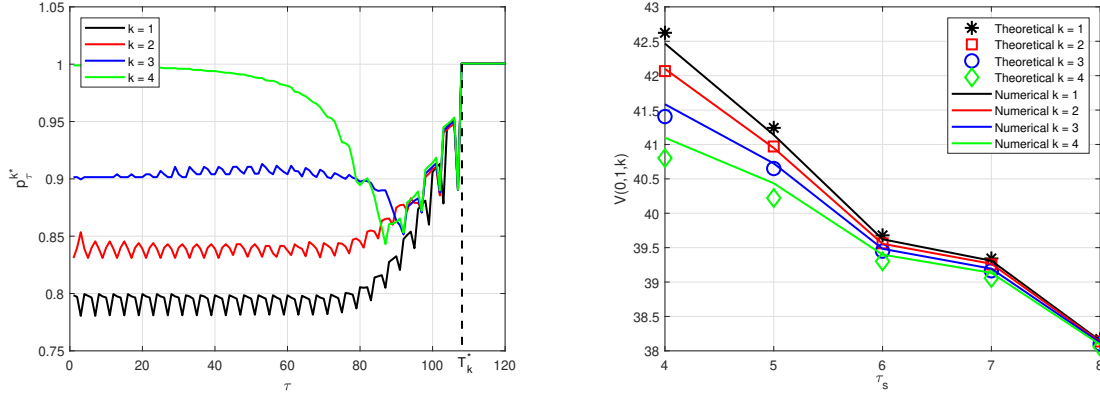 1.05
1
0.95
0.9
0.85
0.8
0.75
p_τ^{k*}
k = 1
k = 2
k = 3
k = 4
0 20 40 60 80 100 T_k^* 120
τ
43
42.5
42
41.5
41
40.5
40
39.5
39
38.5
38
V(0,1,k)
Theoretical k = 1
Theoretical k = 2
Theoretical k = 3
Theoretical k = 4
Numerical k = 1
Numerical k = 2
Numerical k = 3
Numerical k = 4
4 5 6 7 8
τ_s